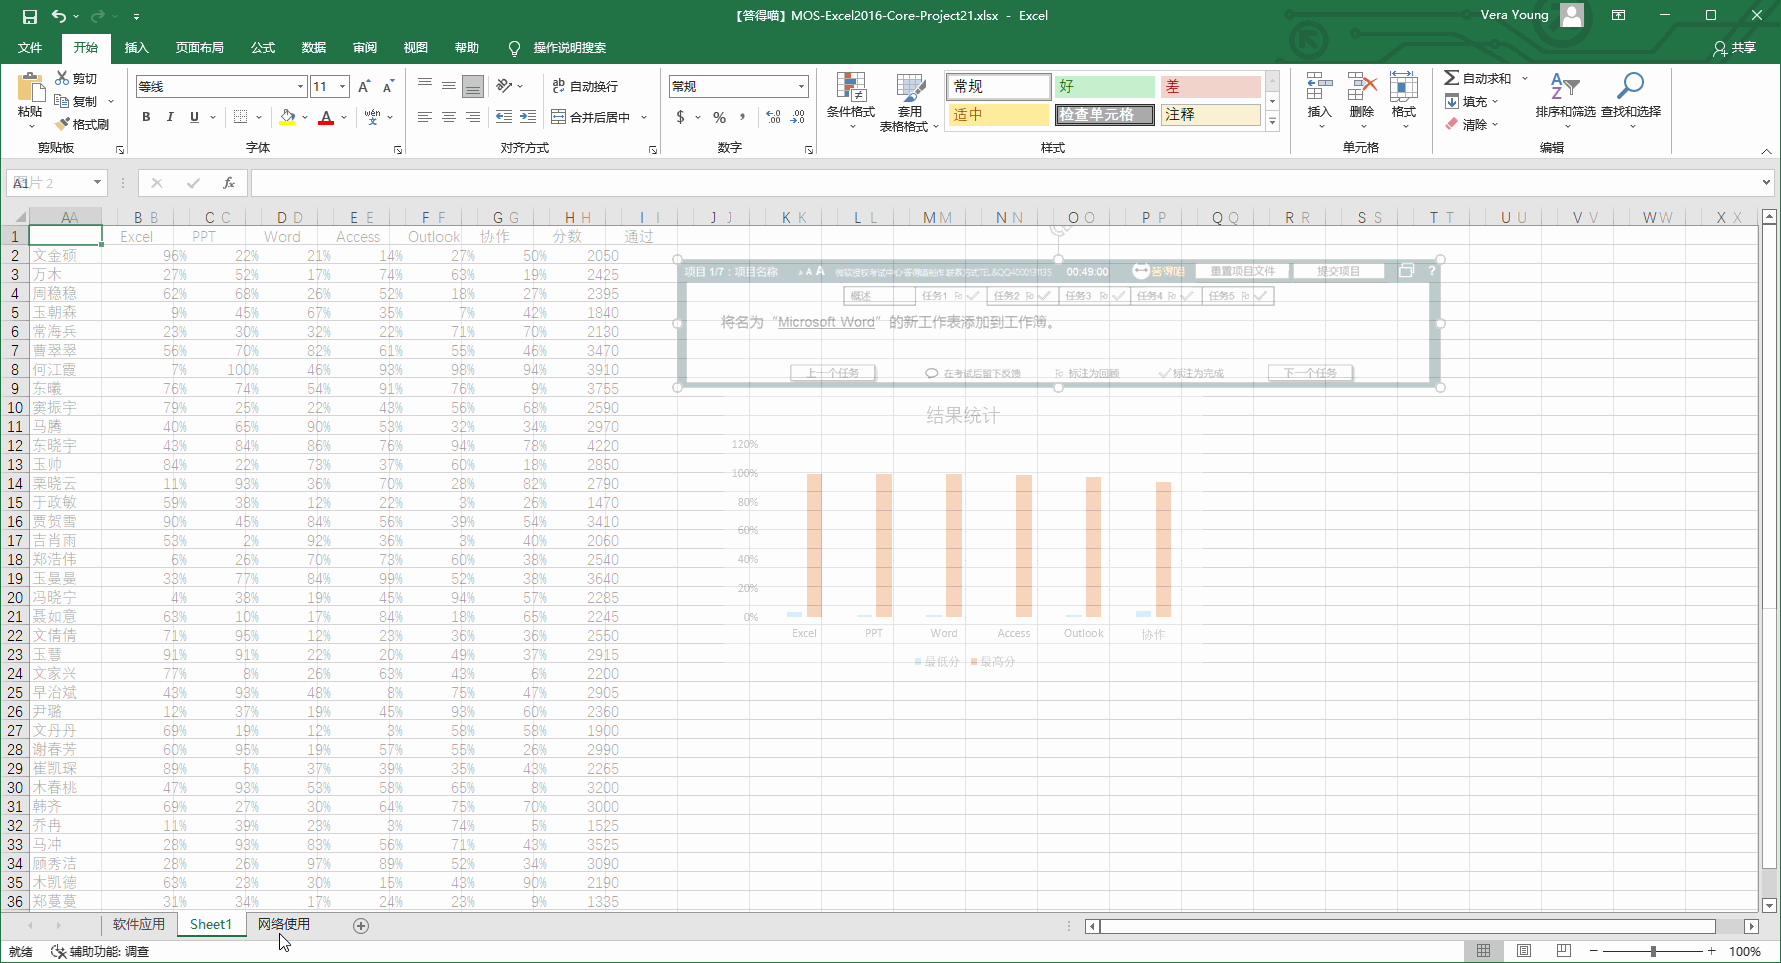 【答得喵】MOS-Excel2016-Core-Project21.xlsx - Excel
Vera Young
文件 开始 插入 页面布局 公式 数据 审阅 视图 帮助 操作说明搜索 共享
粘贴 剪切 复制 格式刷 剪贴板
等线 11 B I U A wén 字体
自动换行 合并后居中 对齐方式
常规 $ % 数字
条件格式 套用表格格式 常规 好 差 适中 检查单元格 注释 样式
插入 删除 格式 单元格
自动求和 填充 清除 排序和筛选 查找和选择 编辑
A1 fx
A B C D E F G H I J K L M N O P Q R S T U V W X
1 Excel PPT Word Access Outlook 协作 分数 通过
2 文金硕 96% 22% 21% 14% 27% 50% 2050
3 万木 27% 52% 17% 74% 63% 19% 2425
4 周稳稳 62% 68% 26% 52% 18% 27% 2395
5 玉朝森 9% 45% 67% 35% 7% 42% 1840
6 常海兵 23% 30% 32% 22% 71% 70% 2130
7 曹翠翠 56% 70% 82% 61% 55% 46% 3470
8 何江霞 7% 100% 46% 93% 98% 94% 3910
9 东曦 76% 74% 54% 91% 76% 9% 3755
10 窦振宇 79% 25% 22% 43% 56% 68% 2590
11 马腾 40% 65% 90% 53% 32% 34% 2970
12 东晓宇 43% 84% 86% 76% 94% 78% 4220
13 玉帅 84% 22% 73% 37% 60% 18% 2850
14 栗晓云 11% 93% 36% 70% 28% 82% 2790
15 于政敏 59% 38% 12% 22% 3% 26% 1470
16 贾贺雪 90% 45% 84% 56% 39% 54% 3410
17 吉肖雨 53% 2% 92% 36% 3% 40% 2060
18 郑浩伟 6% 26% 70% 73% 60% 38% 2540
19 玉曼曼 33% 77% 84% 99% 52% 38% 3640
20 冯晓宁 4% 38% 19% 45% 94% 57% 2285
21 聂如意 63% 10% 17% 84% 18% 65% 2245
22 文倩倩 71% 95% 12% 23% 36% 36% 2550
23 玉慧 91% 91% 22% 20% 49% 37% 2915
24 文家兴 77% 8% 26% 63% 43% 6% 2200
25 早治斌 43% 93% 48% 8% 75% 47% 2905
26 尹璐 12% 37% 19% 45% 93% 60% 2360
27 文丹丹 69% 19% 12% 3% 58% 58% 1900
28 谢春芳 60% 95% 19% 57% 55% 26% 2990
29 崔凯琛 89% 5% 37% 39% 35% 43% 2265
30 木春桃 47% 93% 53% 58% 65% 8% 3200
31 韩齐 69% 27% 30% 64% 75% 70% 3000
32 乔冉 11% 39% 23% 3% 74% 5% 1525
33 马冲 28% 93% 83% 56% 71% 43% 3525
34 顾秀洁 28% 26% 97% 89% 52% 34% 3090
35 木凯德 63% 23% 30% 15% 43% 90% 2190
36 郑蔓蔓 31% 34% 17% 24% 23% 9% 1335
项目 1/7：项目名称 A A A 00:49:00 答得喵 重置项目文件 提交项目 ?
概述 任务1 任务2 任务3 任务4 任务5
将名为“Microsoft Word”的新工作表添加到工作簿。
上一个任务 在考试后留下反馈 标注为回顾 标注为完成 下一个任务
结果统计
120%
100%
80%
60%
40%
20%
0%
Excel PPT Word Access Outlook 协作
最低分 最高分
软件应用 Sheet1 网络使用
就绪 辅助功能: 调查 100%